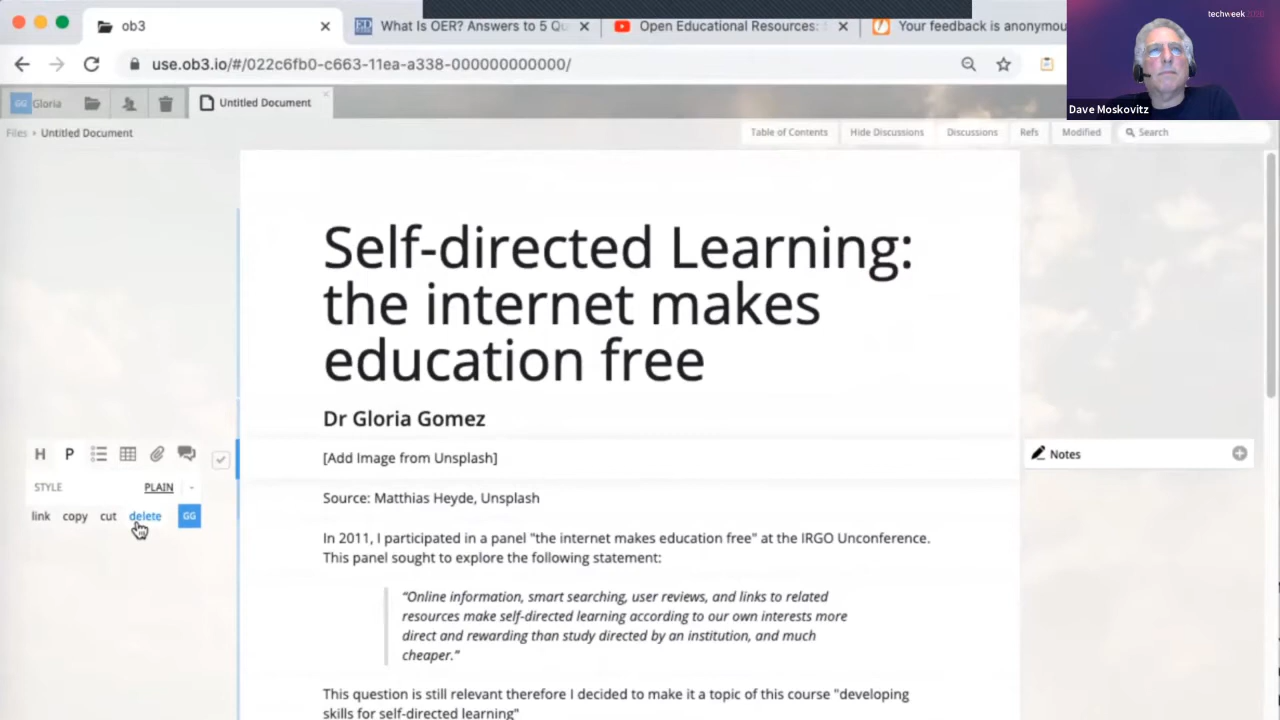 ob3
What Is OER? Answers to 5 Qu
Open Educational Resources:
Your feedback is anonymou
techweek2020
use.ob3.io/#/022c6fb0-c663-11ea-a338-000000000000/
Dave Moskovitz
GG Gloria
Untitled Document
Files › Untitled Document
Table of Contents
Hide Discussions
Discussions
Refs
Modified
Search
Self-directed Learning:
the internet makes
education free
Dr Gloria Gomez
H P
[Add Image from Unsplash]
Notes
STYLE PLAIN
Source: Matthias Heyde, Unsplash
link copy cut delete GG
In 2011, I participated in a panel "the internet makes education free" at the IRGO Unconference.
This panel sought to explore the following statement:
“Online information, smart searching, user reviews, and links to related
resources make self-directed learning according to our own interests more
direct and rewarding than study directed by an institution, and much
cheaper.”
This question is still relevant therefore I decided to make it a topic of this course "developing
skills for self-directed learning"